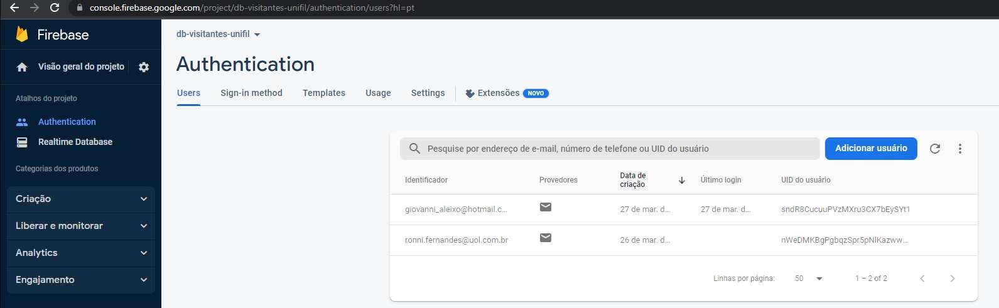 console.firebase.google.com/project/db-visitantes-unifil/authentication/users?hl=pt
Firebase
Visão geral do projeto
Atalhos do projeto
Authentication
Realtime Database
Categorias dos produtos
Criação
Liberar e monitorar
Analytics
Engajamento
db-visitantes-unifil
Authentication
Users Sign-in method Templates Usage Settings Extensões NOVO
Pesquise por endereço de e-mail, número de telefone ou UID do usuário Adicionar usuário
Identificador Provedores Data de criação Último login UID do usuário
giovanni_aleixo@hotmail.c... 27 de mar. d... 27 de mar. d... sndR8CucuuPVzMXru3CX7bEySYt1
ronni.fernandes@uol.com.br 26 de mar. d... nWeDMKBgPgbqzSpr5pNlKazww...
Linhas por página: 50 1 – 2 of 2